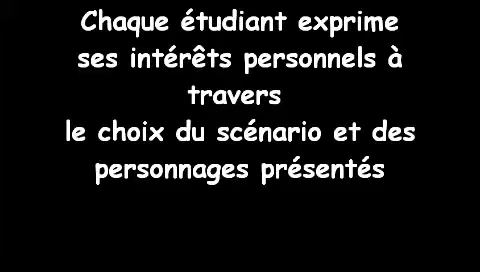 Chaque étudiant exprime
ses intérêts personnels à
travers
le choix du scénario et des
personnages présentés